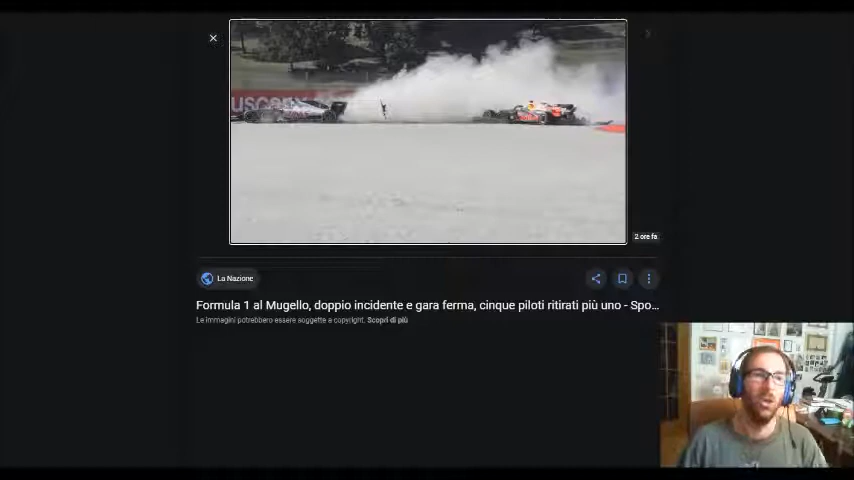 USCANY
2 ore fa
La Nazione
Formula 1 al Mugello, doppio incidente e gara ferma, cinque piloti ritirati più uno - Spo...
Le immagini potrebbero essere soggette a copyright. Scopri di più